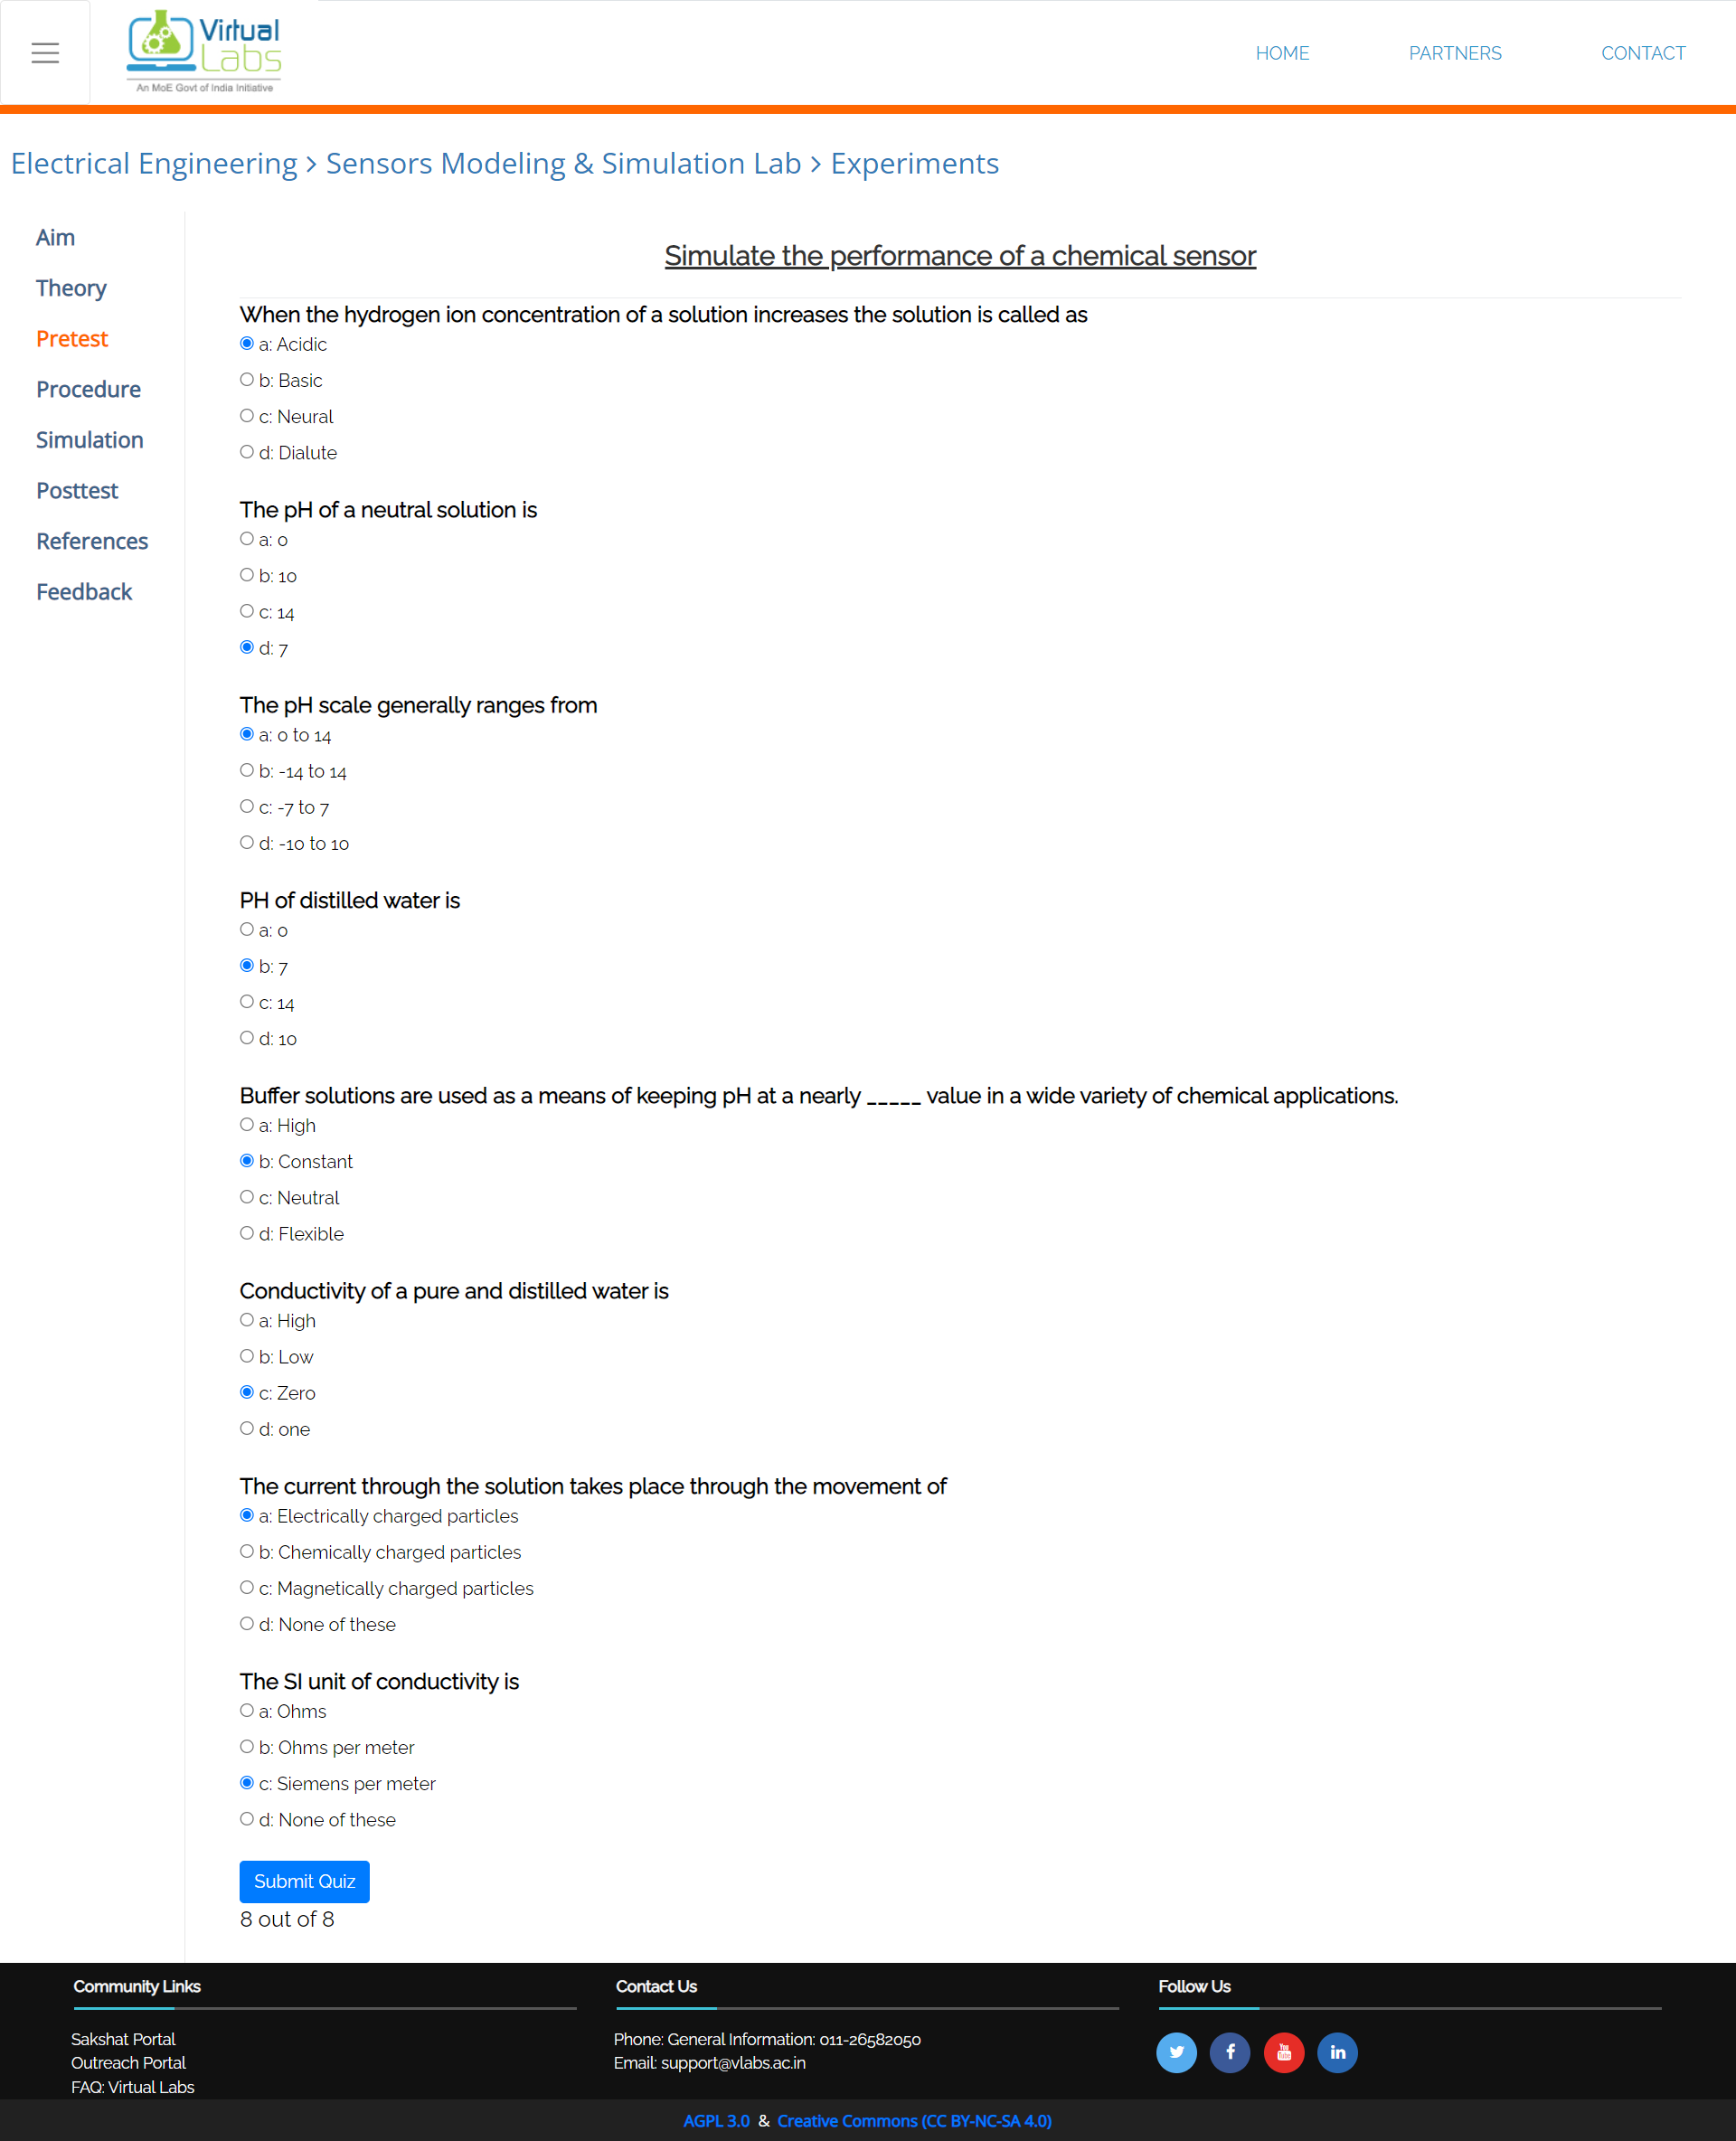 Virtual
Labs
An MoE Govt of India Initiative
HOME
PARTNERS
CONTACT
Electrical Engineering > Sensors Modeling & Simulation Lab > Experiments
Aim
Theory
Pretest
Procedure
Simulation
Posttest
References
Feedback
Simulate the performance of a chemical sensor
When the hydrogen ion concentration of a solution increases the solution is called as
a: Acidic
b: Basic
c: Neural
d: Dialute
The pH of a neutral solution is
a: 0
b: 10
c: 14
d: 7
The pH scale generally ranges from
a: 0 to 14
b: -14 to 14
c: -7 to 7
d: -10 to 10
PH of distilled water is
a: 0
b: 7
c: 14
d: 10
Buffer solutions are used as a means of keeping pH at a nearly _____ value in a wide variety of chemical applications.
a: High
b: Constant
c: Neutral
d: Flexible
Conductivity of a pure and distilled water is
a: High
b: Low
c: Zero
d: one
The current through the solution takes place through the movement of
a: Electrically charged particles
b: Chemically charged particles
c: Magnetically charged particles
d: None of these
The SI unit of conductivity is
a: Ohms
b: Ohms per meter
c: Siemens per meter
d: None of these
Submit Quiz
8 out of 8
Community Links
Sakshat Portal
Outreach Portal
FAQ: Virtual Labs
Contact Us
Phone: General Information: 011-26582050
Email: support@vlabs.ac.in
Follow Us
AGPL 3.0 & Creative Commons (CC BY-NC-SA 4.0)